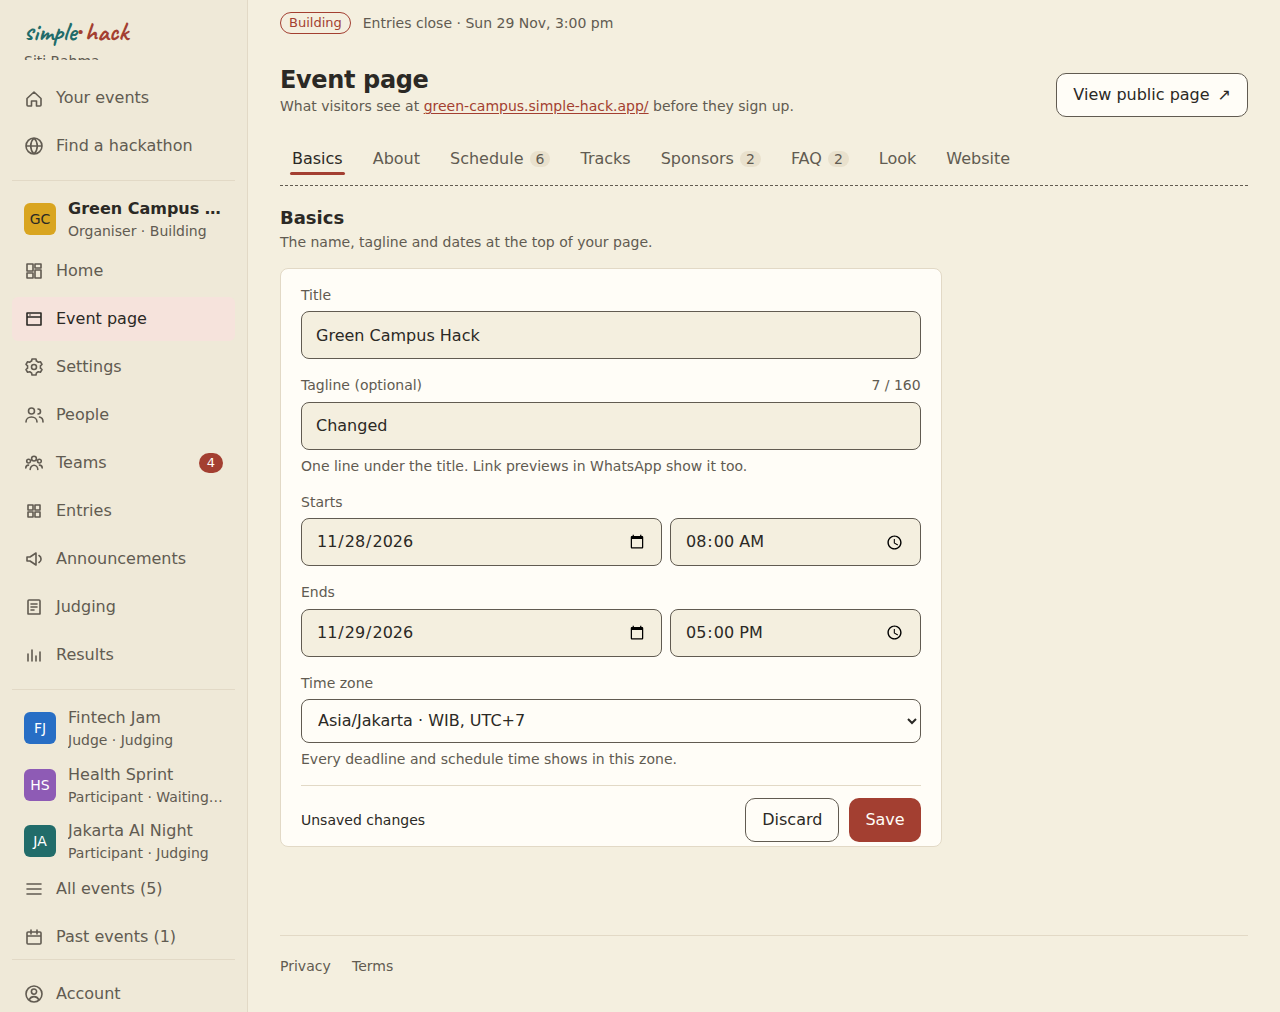 simple·hack
Siti Rahma
Your events
Find a hackathon
GC
Green Campus …
Organiser · Building
Home
Event page
Settings
People
Teams
4
Entries
Announcements
Judging
Results
FJ
Fintech Jam
Judge · Judging
HS
Health Sprint
Participant · Waiting…
JA
Jakarta AI Night
Participant · Judging
All events (5)
Past events (1)
Account
Building
Entries close · Sun 29 Nov, 3:00 pm
Event page
What visitors see at green-campus.simple-hack.app/ before they sign up.
View public page ↗
Basics About Schedule 6 Tracks Sponsors 2 FAQ 2 Look Website
Basics
The name, tagline and dates at the top of your page.
Title
Green Campus Hack
Tagline (optional) 7 / 160
Changed
One line under the title. Link previews in WhatsApp show it too.
Starts
11/28/2026 08:00 AM
Ends
11/29/2026 05:00 PM
Time zone
Asia/Jakarta · WIB, UTC+7
Every deadline and schedule time shows in this zone.
Unsaved changes Discard Save
Privacy Terms